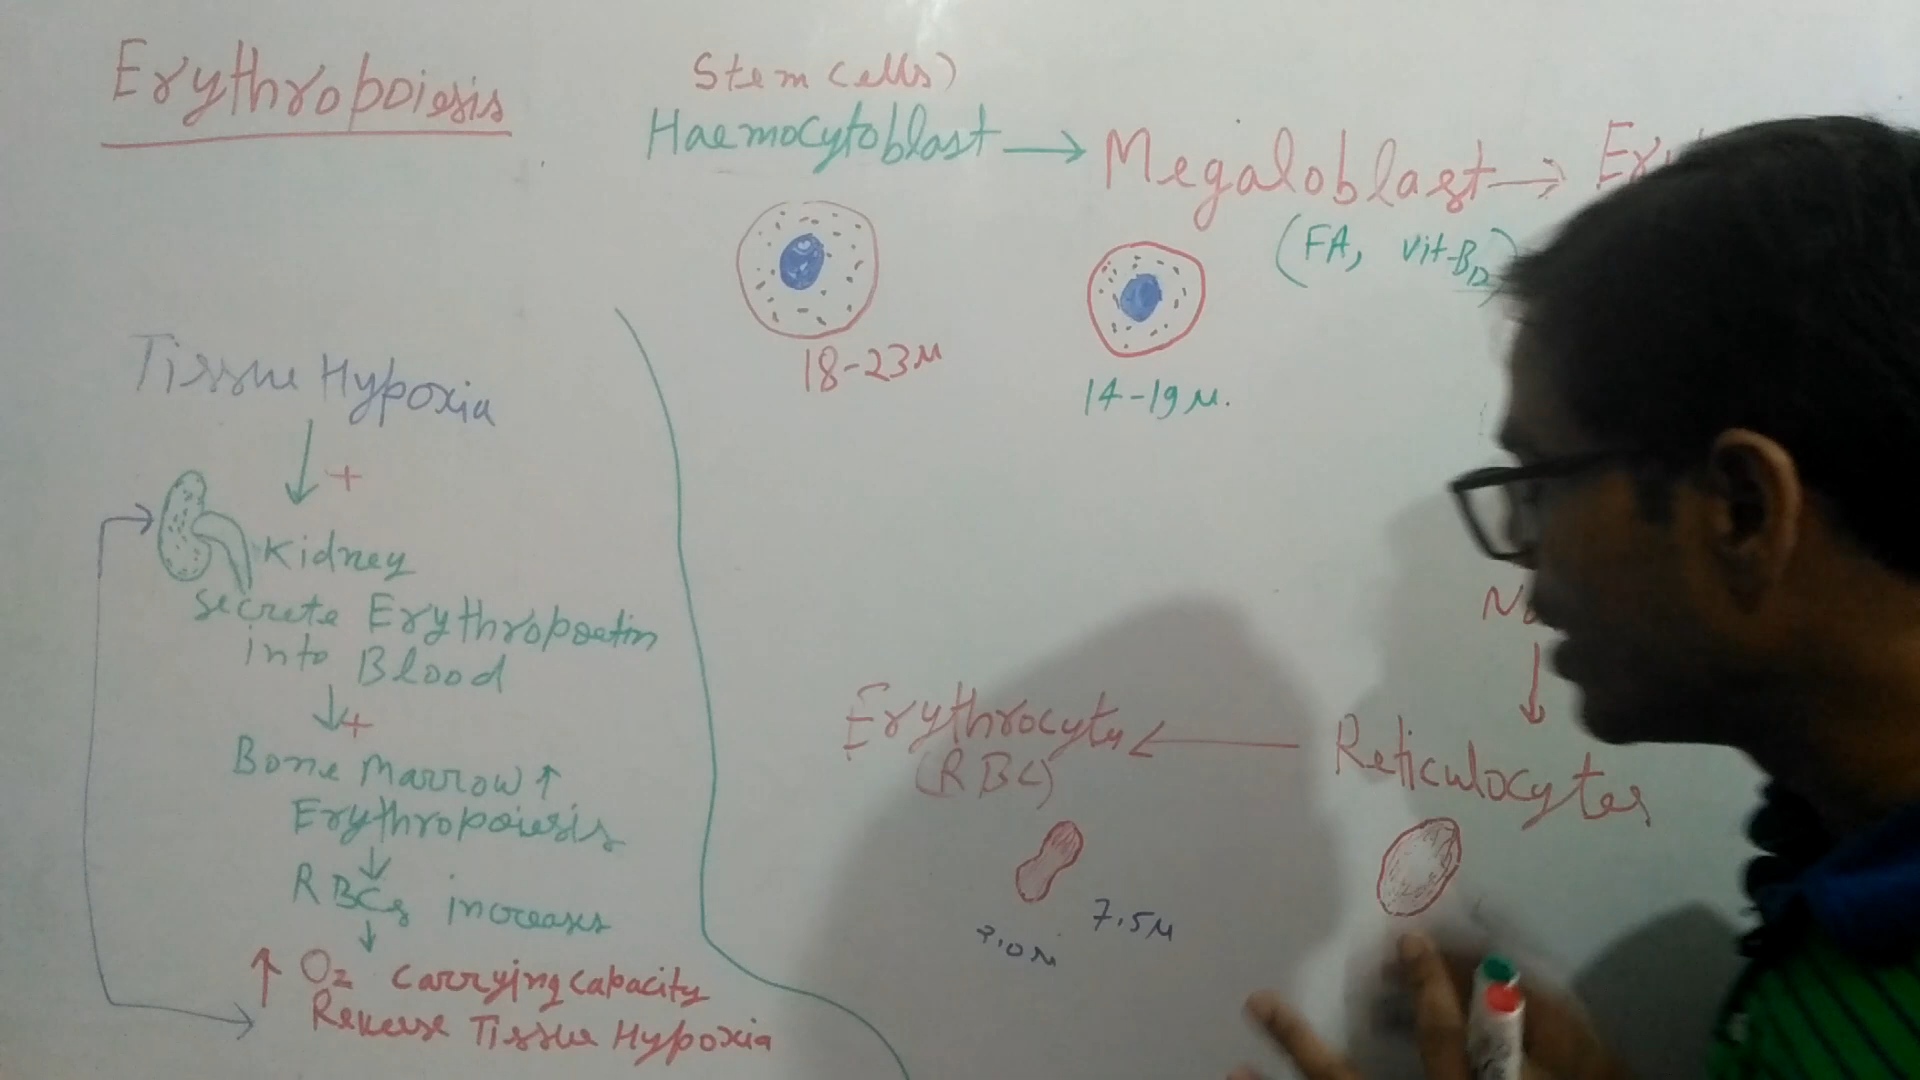 Erythropoiesis
Stem cells)
Haemocytoblast → Megaloblast →
(FA, vit-B12)
18-23μ
14-19μ.
Tissue Hypoxia
↓ +
Kidney
Secrete Erythropoetin
into Blood
↓+
Bone Marrow ↑
Erythropoiesis
↓
RBCs increases
↓
↑ O2 carrying capacity
Reverse Tissue Hypoxia
↓
Reticulocytes
Erythrocytes ←
(RBC)
7.5μ